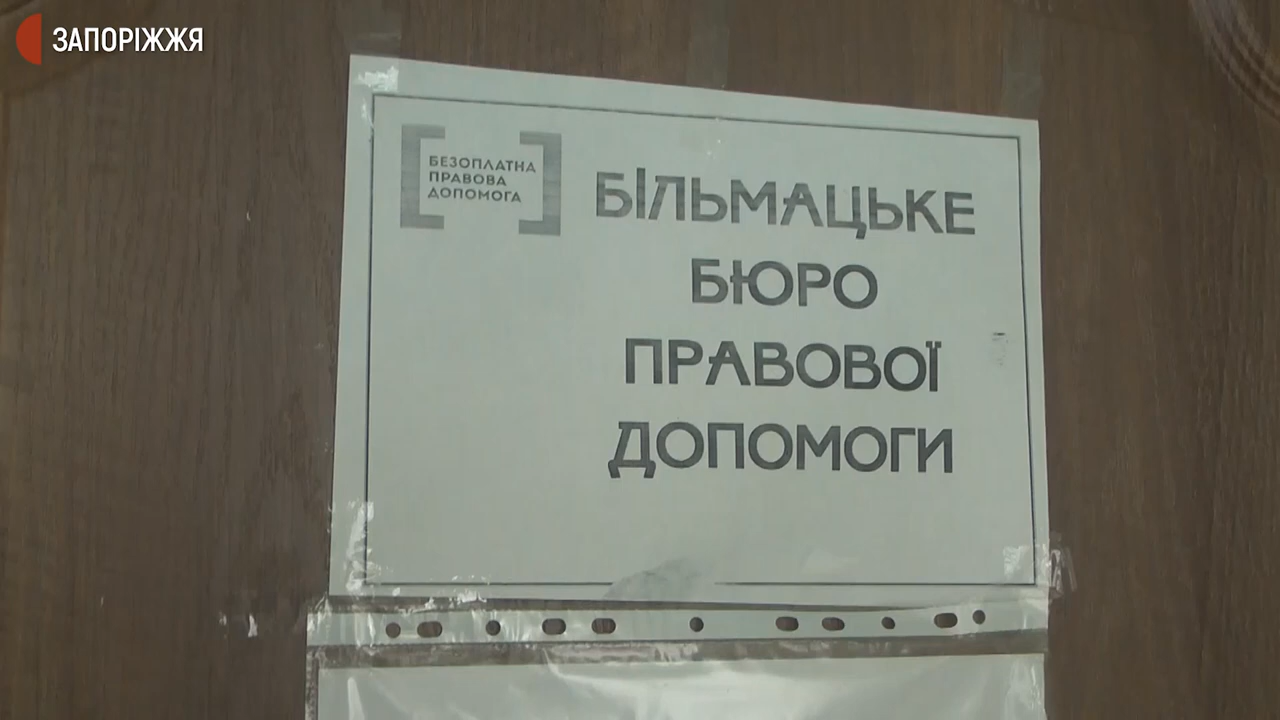 ЗАПОРІЖЖЯ
БЕЗОПЛАТНА
ПРАВОВА
ДОПОМОГА
БІЛЬМАЦЬКЕ
БЮРО
ПРАВОВОЇ
ДОПОМОГИ